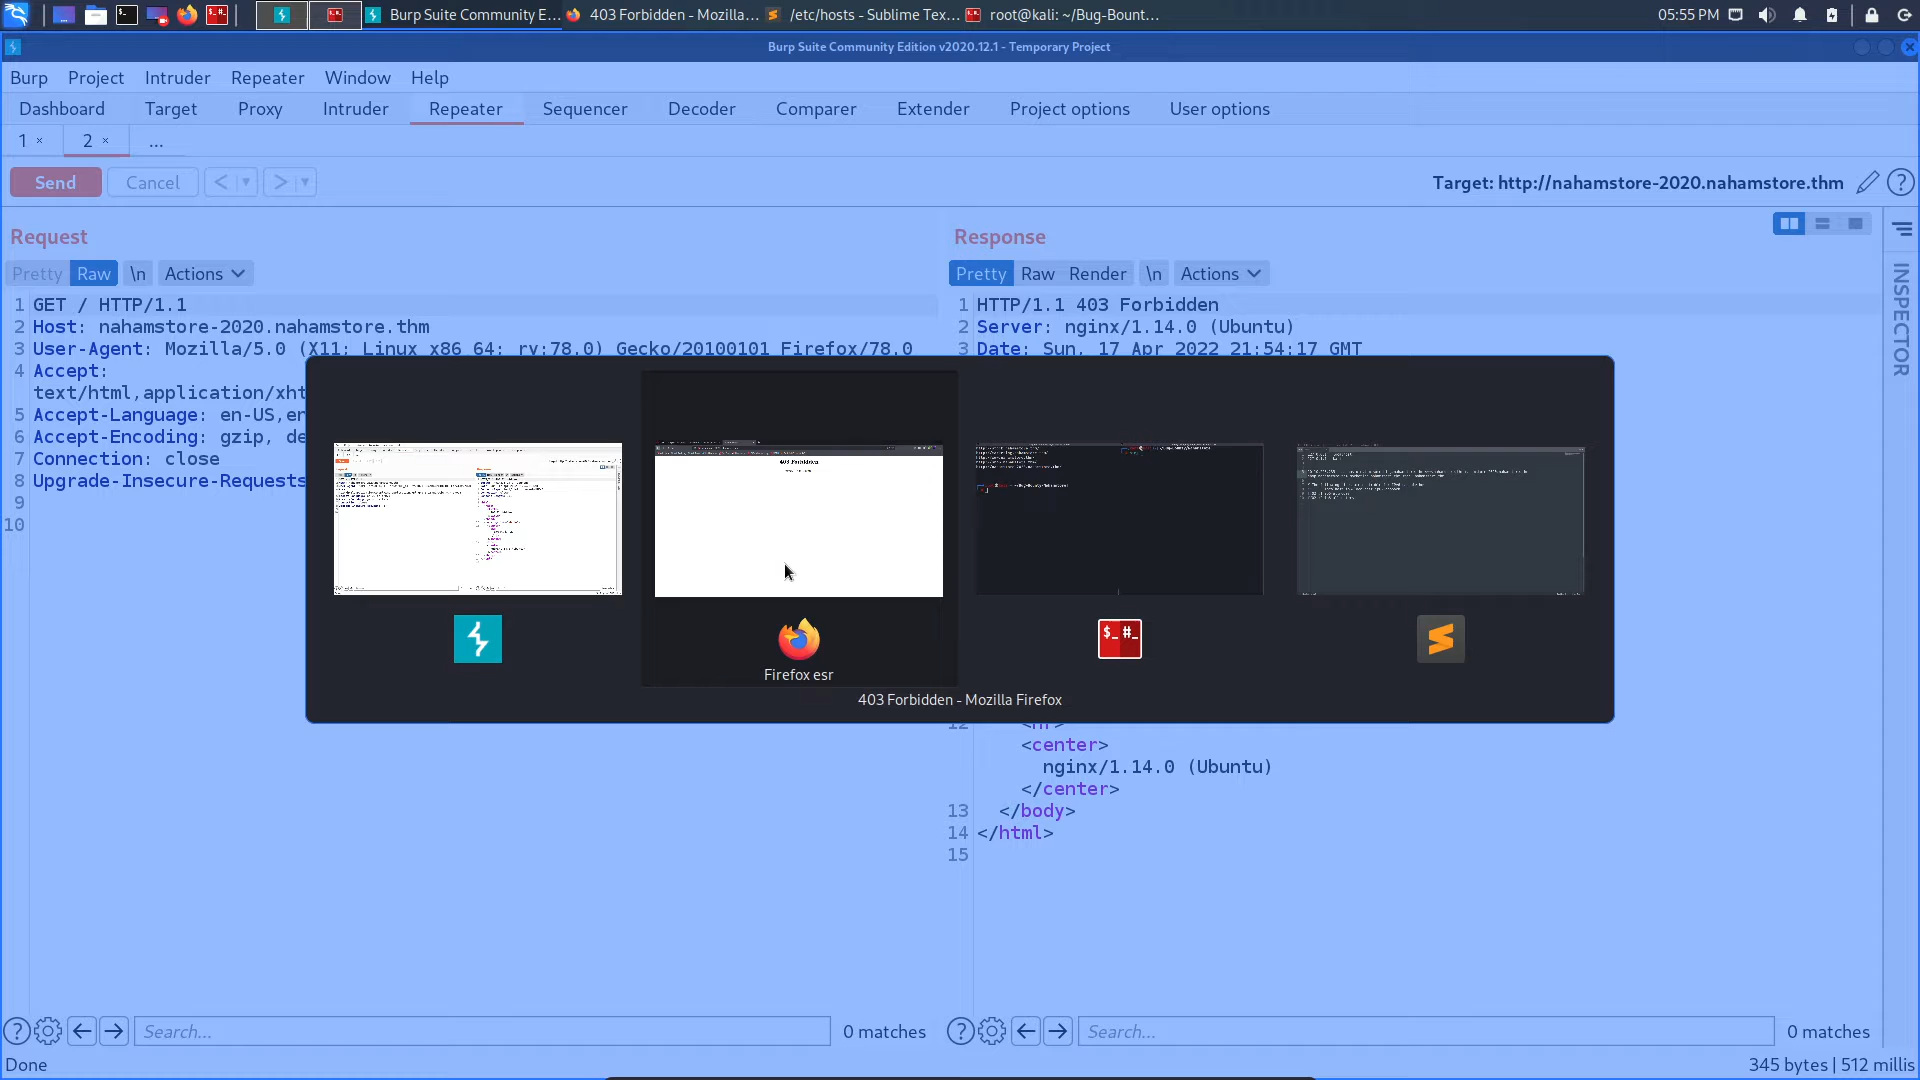 Burp Suite Community E...
403 Forbidden - Mozilla...
/etc/hosts - Sublime Tex...
root@kali: ~/Bug-Bount...
05:55 PM
Burp Suite Community Edition v2020.12.1 - Temporary Project
Burp Project Intruder Repeater Window Help
Dashboard Target Proxy Intruder Repeater Sequencer Decoder Comparer Extender Project options User options
1 × 2 × ...
Send Cancel < >
Target: http://nahamstore-2020.nahamstore.thm
Request
Pretty Raw \n Actions
1 GET / HTTP/1.1
2 Host: nahamstore-2020.nahamstore.thm
3 User-Agent: Mozilla/5.0 (X11; Linux x86_64; rv:78.0) Gecko/20100101 Firefox/78.0
4 Accept:
text/html,application/xht
5 Accept-Language: en-US,en
6 Accept-Encoding: gzip, de
7 Connection: close
8 Upgrade-Insecure-Requests
9
10
Response
Pretty Raw Render \n Actions
1 HTTP/1.1 403 Forbidden
2 Server: nginx/1.14.0 (Ubuntu)
3 Date: Sun, 17 Apr 2022 21:54:17 GMT
INSPECTOR
403 Forbidden
$_ #_
Firefox esr
403 Forbidden - Mozilla Firefox
12 <hr>
<center>
nginx/1.14.0 (Ubuntu)
</center>
13 </body>
14 </html>
15
Search... 0 matches
Search... 0 matches
Done
345 bytes | 512 millis